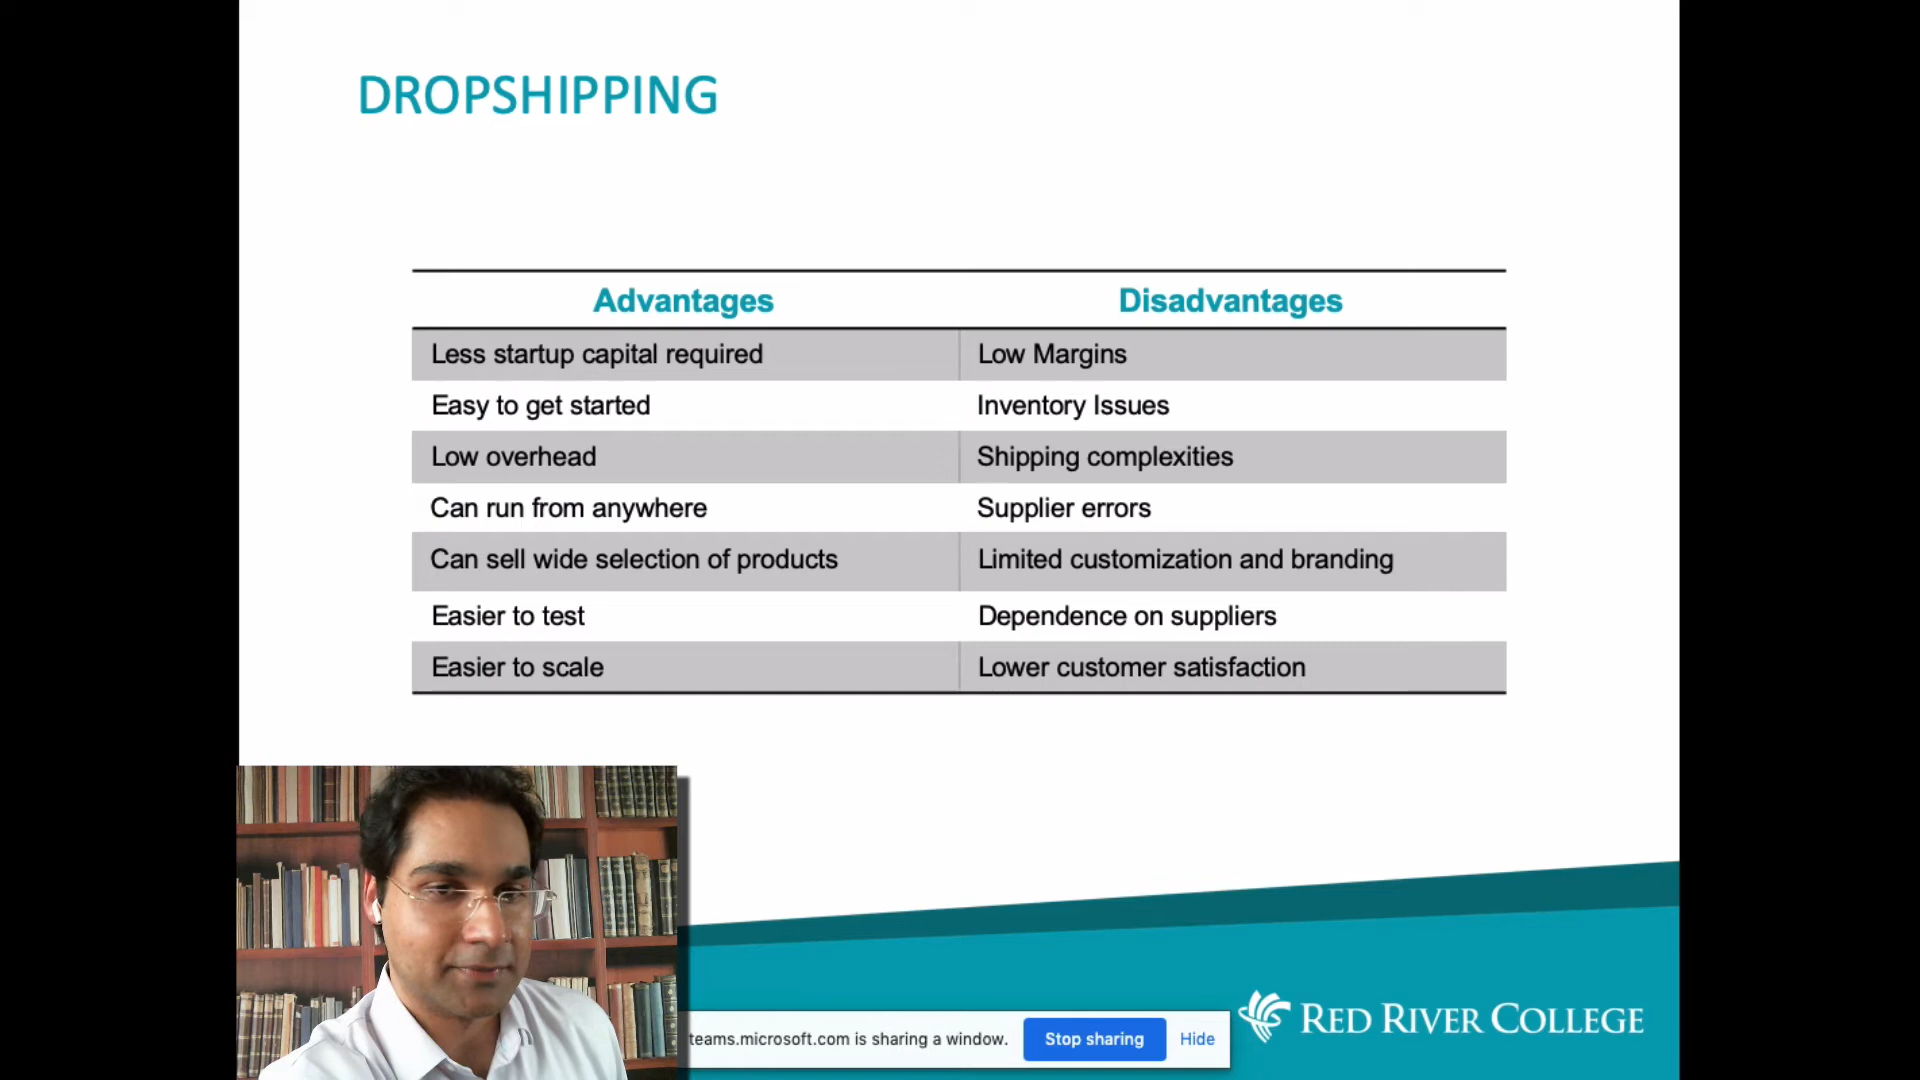 DROPSHIPPING
Advantages Disadvantages
Less startup capital required Low Margins
Easy to get started Inventory Issues
Low overhead Shipping complexities
Can run from anywhere Supplier errors
Can sell wide selection of products Limited customization and branding
Easier to test Dependence on suppliers
Easier to scale Lower customer satisfaction
RED RIVER COLLEGE
teams.microsoft.com is sharing a window. Stop sharing Hide